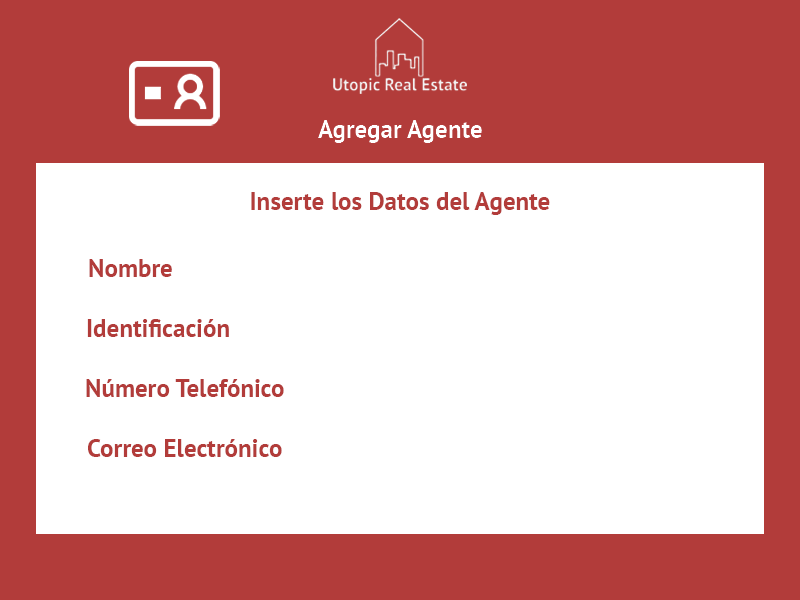 Utopic Real Estate
Agregar Agente
Inserte los Datos del Agente
Nombre
Identificación
Número Telefónico
Correo Electrónico